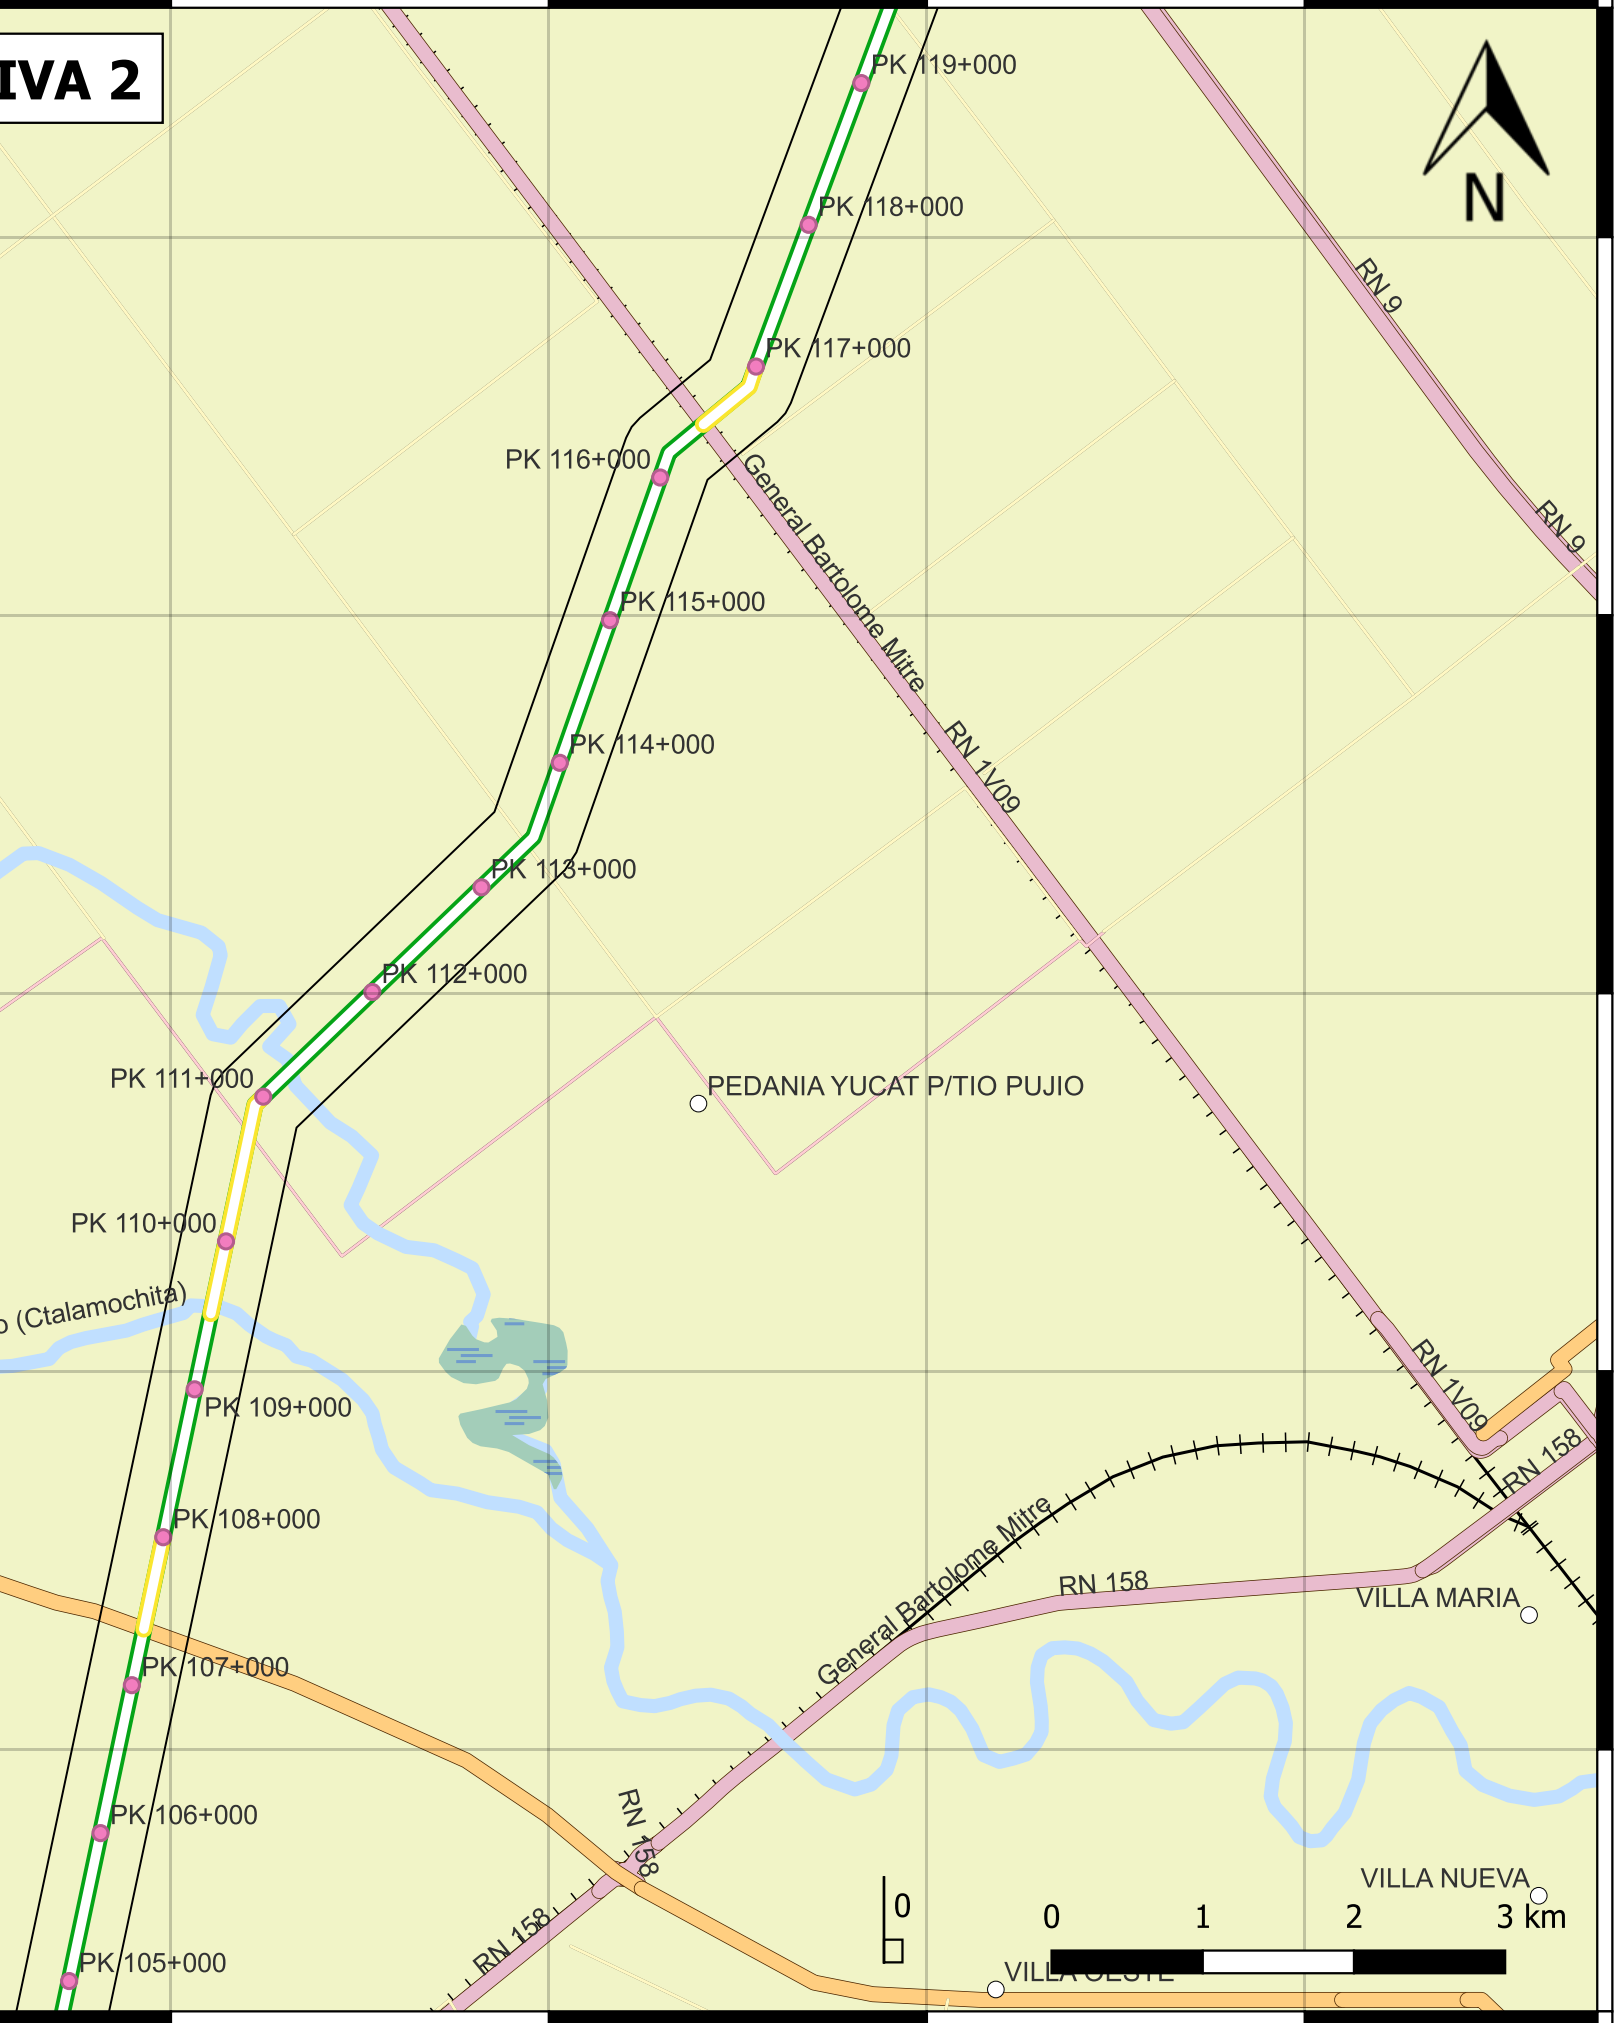 IVA 2
PK 119+000
N
PK 118+000
RN 9
PK 117+000
PK 116+000
General Bartolome Mitre
RN 9
PK 115+000
PK 114+000
RN 1V09
PK 113+000
PK 112+000
PK 111+000
PEDANIA YUCAT P/TIO PUJIO
PK 110+000
o (Ctalamochita)
RN 1V09
PK 109+000
RN 158
PK 108+000
General Bartolome Mitre
RN 158
VILLA MARIA
PK 107+000
PK 106+000
RN 158
VILLA NUEVA
0
0 1 2 3 km
RN 158
PK 105+000
VILLA OESTE